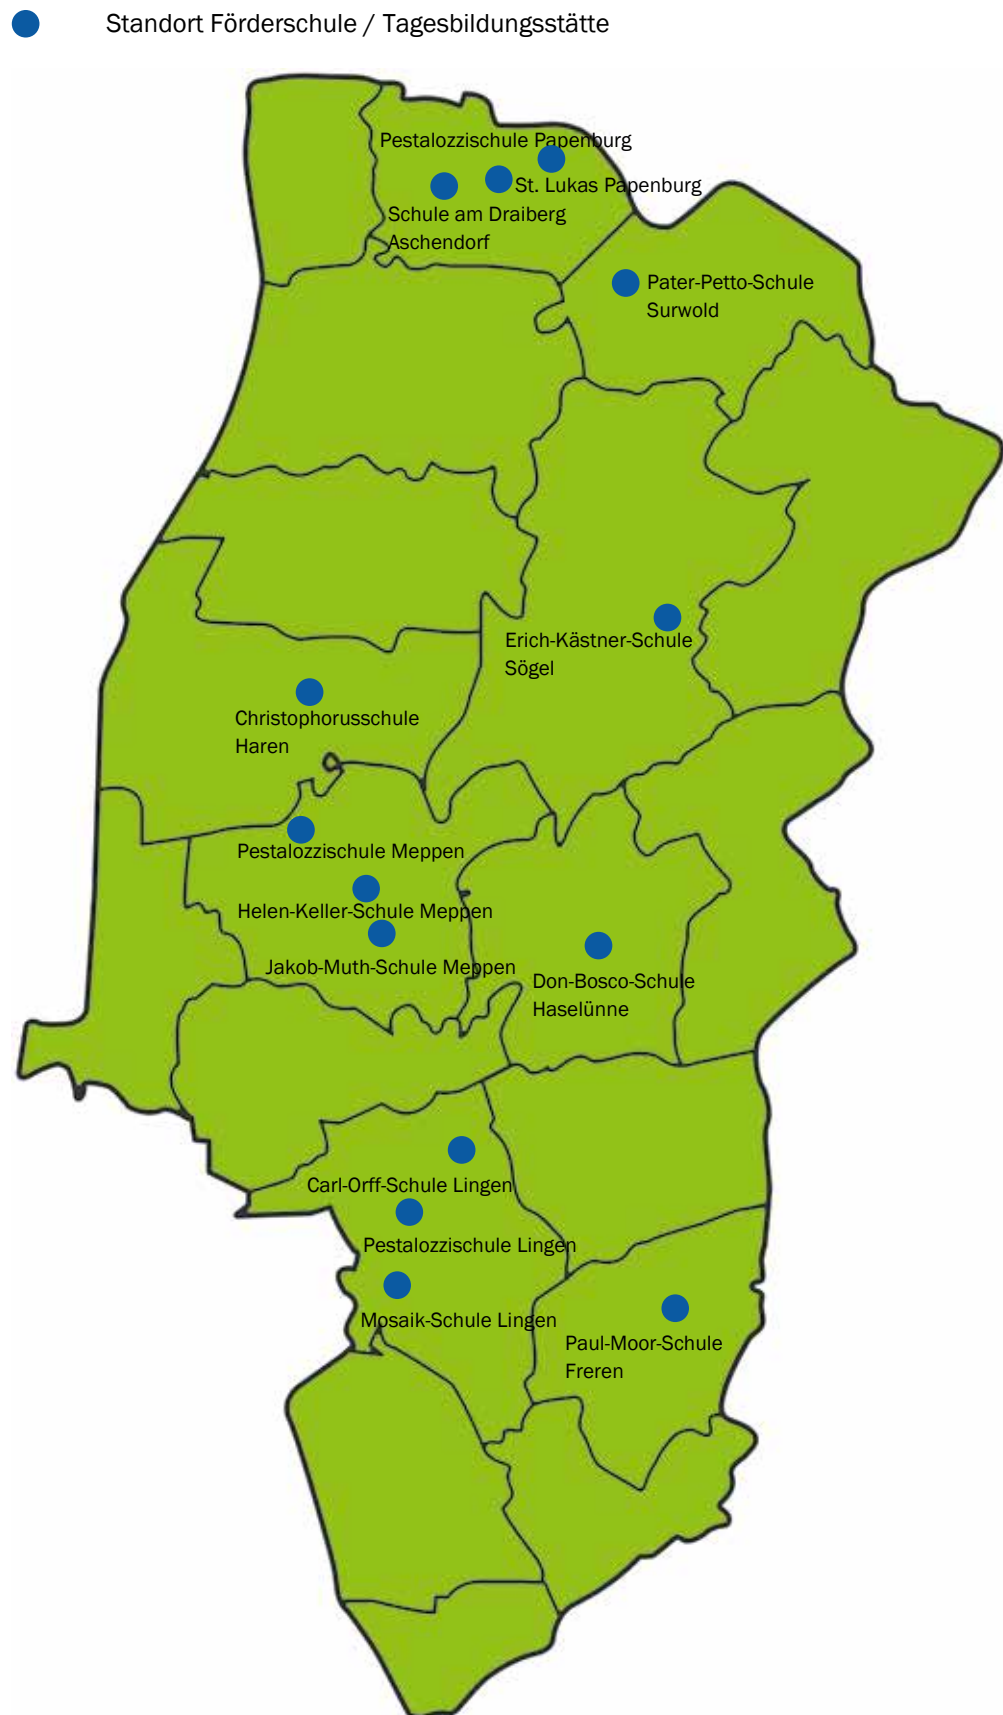 Standort Förderschule / Tagesbildungsstätte
Pestalozzischule Papenburg
St. Lukas Papenburg
Schule am Draiberg
Aschendorf
Pater-Petto-Schule
Surwold
Erich-Kästner-Schule
Sögel
Christophorusschule
Haren
Pestalozzischule Meppen
Helen-Keller-Schule Meppen
Jakob-Muth-Schule Meppen
Don-Bosco-Schule
Haselünne
Carl-Orff-Schule Lingen
Pestalozzischule Lingen
Mosaik-Schule Lingen
Paul-Moor-Schule
Freren